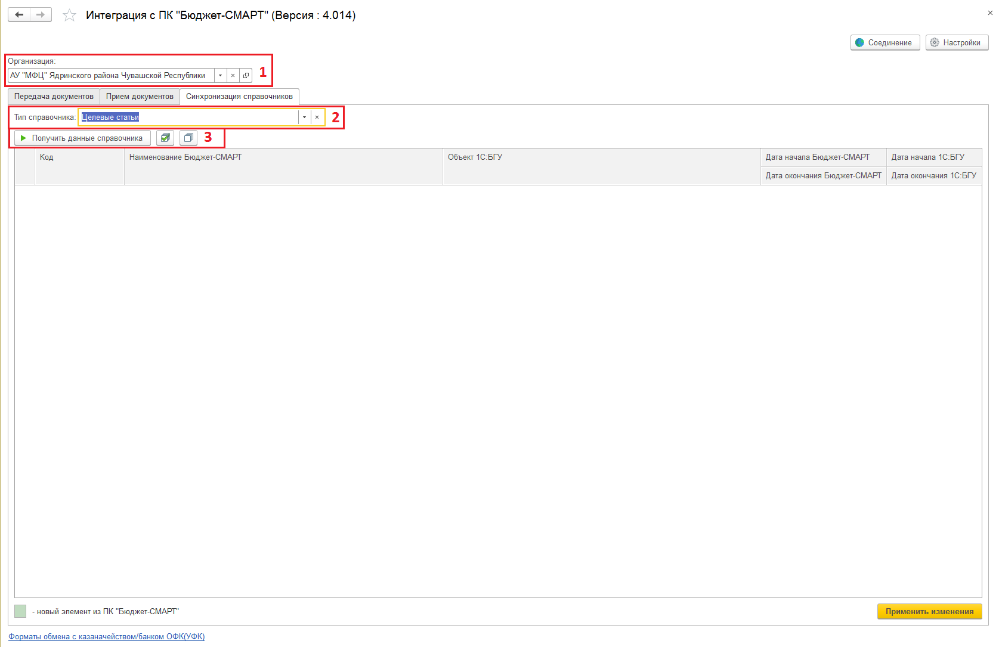 Интеграция с ПК "Бюджет-СМАРТ" (Версия : 4.014)
Соединение
Настройки
Организация:
АУ "МФЦ" Ядринского района Чувашской Республики
1
Передача документов
Прием документов
Синхронизация справочников
Тип справочника: Целевые статьи
2
Получить данные справочника
3
Код
Наименование Бюджет-СМАРТ
Объект 1С:БГУ
Дата начала Бюджет-СМАРТ
Дата начала 1С:БГУ
Дата окончания Бюджет-СМАРТ
Дата окончания 1С:БГУ
- новый элемент из ПК "Бюджет-СМАРТ"
Применить изменения
Форматы обмена с казаначейством/банком ОФК(УФК)